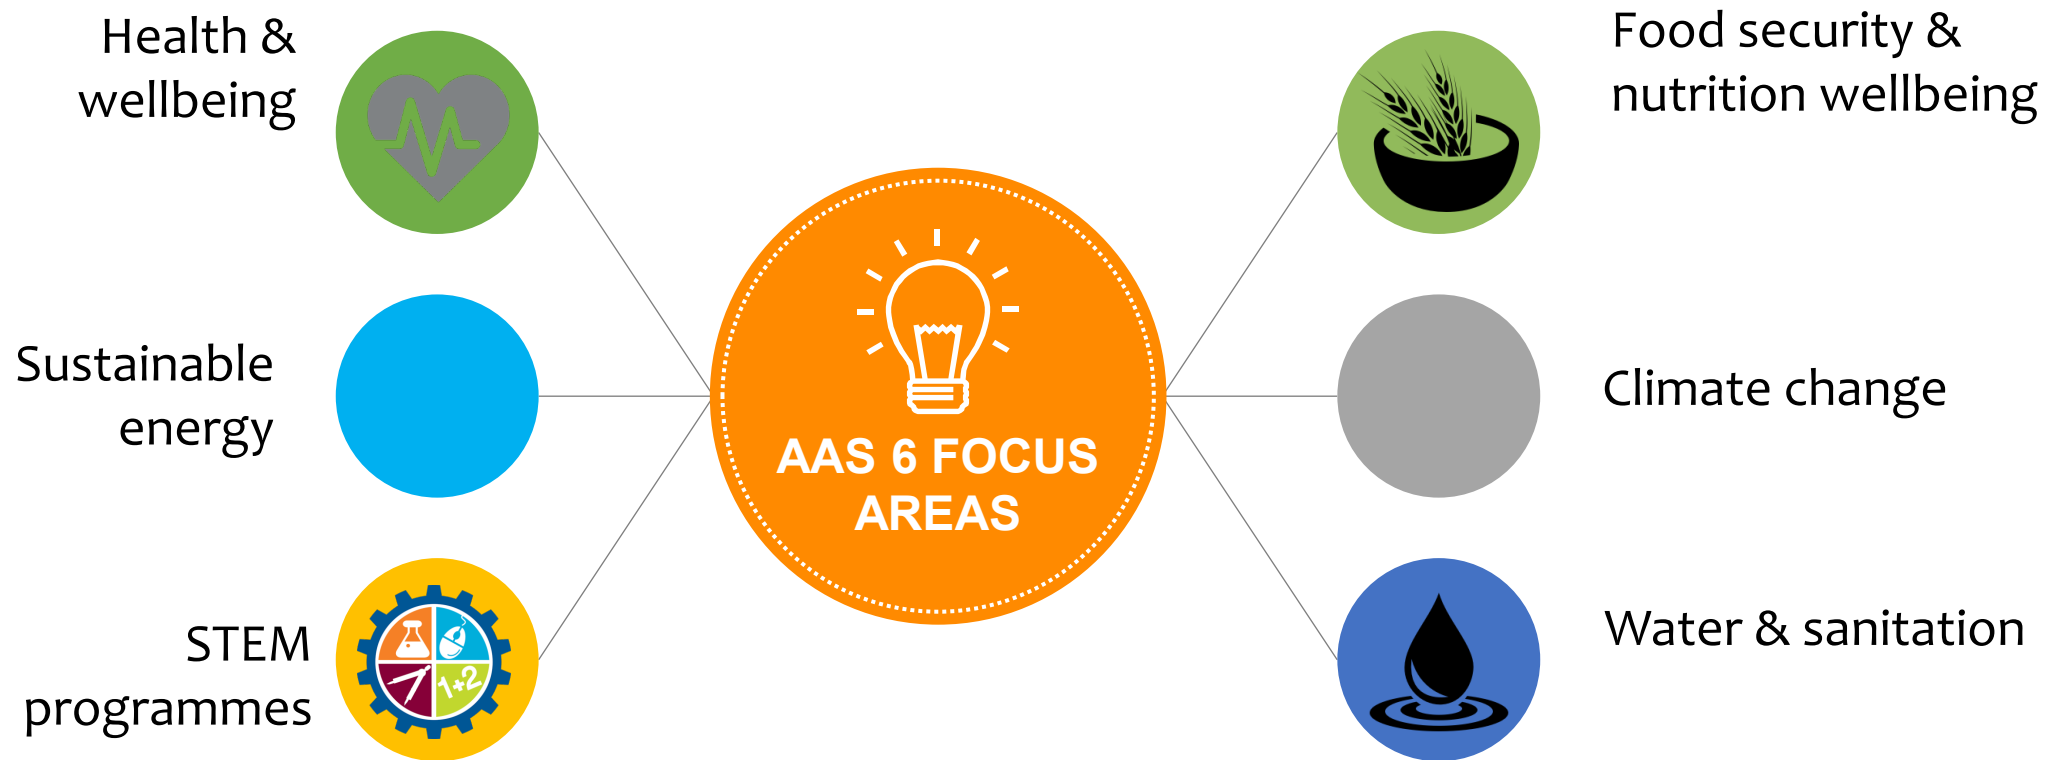 Health &
wellbeing
Sustainable
energy
STEM
programmes
1+2
AAS 6 FOCUS
AREAS
Food security &
nutrition wellbeing
Climate change
Water & sanitation